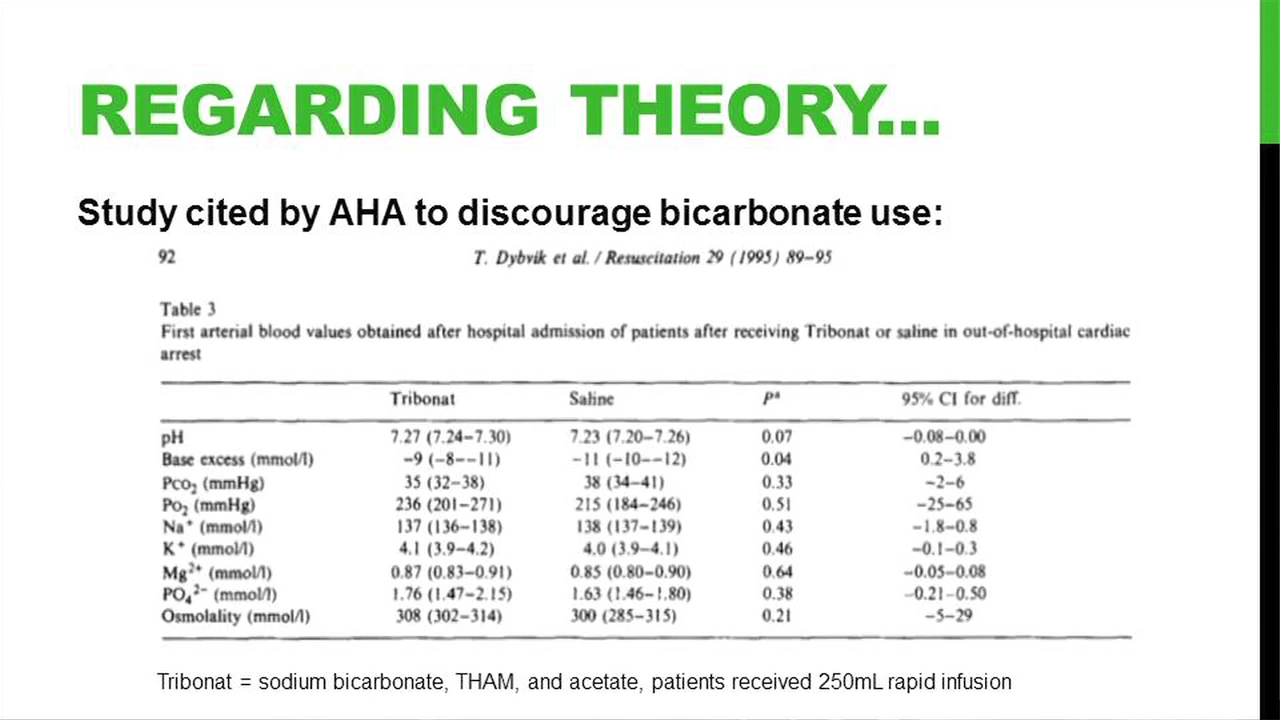 REGARDING THEORY...
Study cited by AHA to discourage bicarbonate use:
92 T. Dybvik et al. / Resuscitation 29 (1995) 89–95
Table 3
First arterial blood values obtained after hospital admission of patients after receiving Tribonat or saline in out-of-hospital cardiac
arrest
Tribonat Saline Pª 95% CI for diff.
pH 7.27 (7.24–7.30) 7.23 (7.20–7.26) 0.07 −0.08–0.00
Base excess (mmol/l) −9 (−8–−11) −11 (−10–−12) 0.04 0.2–3.8
Pco₂ (mmHg) 35 (32–38) 38 (34–41) 0.33 −2–6
Po₂ (mmHg) 236 (201–271) 215 (184–246) 0.51 −25–65
Na⁺ (mmol/l) 137 (136–138) 138 (137–139) 0.43 −1.8–0.8
K⁺ (mmol/l) 4.1 (3.9–4.2) 4.0 (3.9–4.1) 0.46 −0.1–0.3
Mg²⁺ (mmol/l) 0.87 (0.83–0.91) 0.85 (0.80–0.90) 0.64 −0.05–0.08
PO₄²⁻ (mmol/l) 1.76 (1.47–2.15) 1.63 (1.46–1.80) 0.38 −0.21–0.50
Osmolality (mmol/l) 308 (302–314) 300 (285–315) 0.21 −5–29
Tribonat = sodium bicarbonate, THAM, and acetate, patients received 250mL rapid infusion